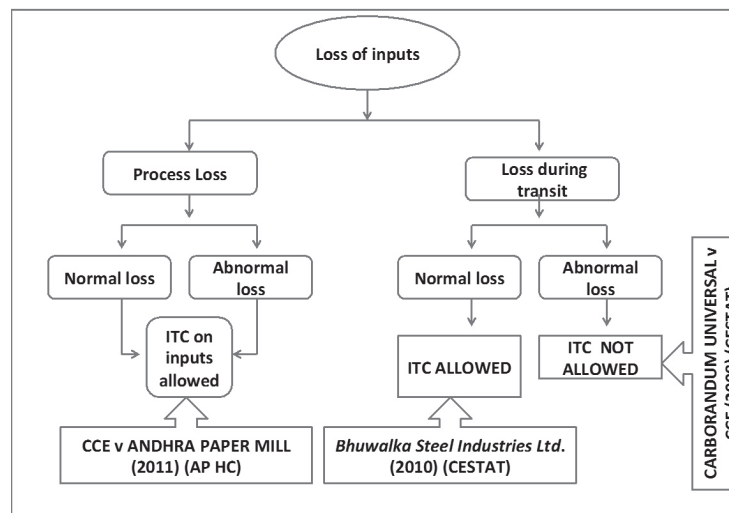 Loss of inputs
Process Loss
Loss during
transit
Normal loss
Abnormal
loss
Normal loss
Abnormal
loss
ITC on
inputs
allowed
ITC ALLOWED
ITC NOT
ALLOWED
CCE v ANDHRA PAPER MILL
(2011) (AP HC)
Bhuwalka Steel Industries Ltd.
(2010) (CESTAT)
CARBORANDUM UNIVERSAL v